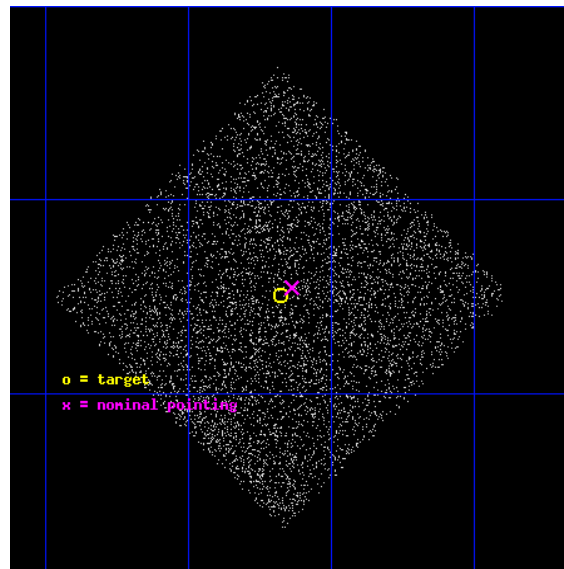 o = target
x = nominal pointing